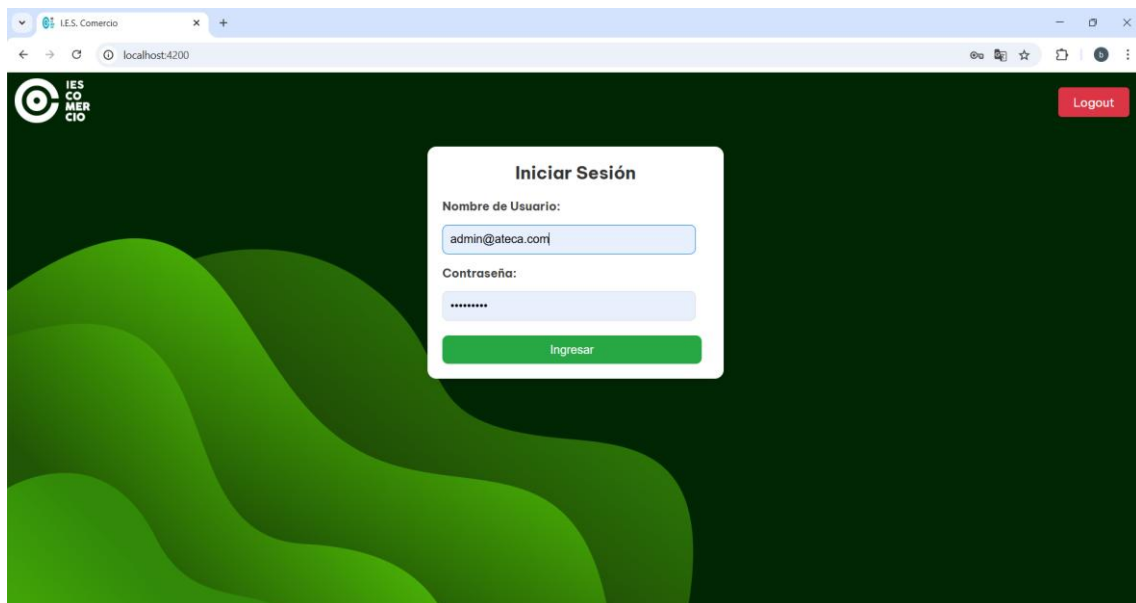 I.E.S. Comercio
localhost:4200
IES
CO
MER
CIO
Logout
Iniciar Sesión
Nombre de Usuario:
admin@ateca.com
Contraseña:
•••••••••
Ingresar